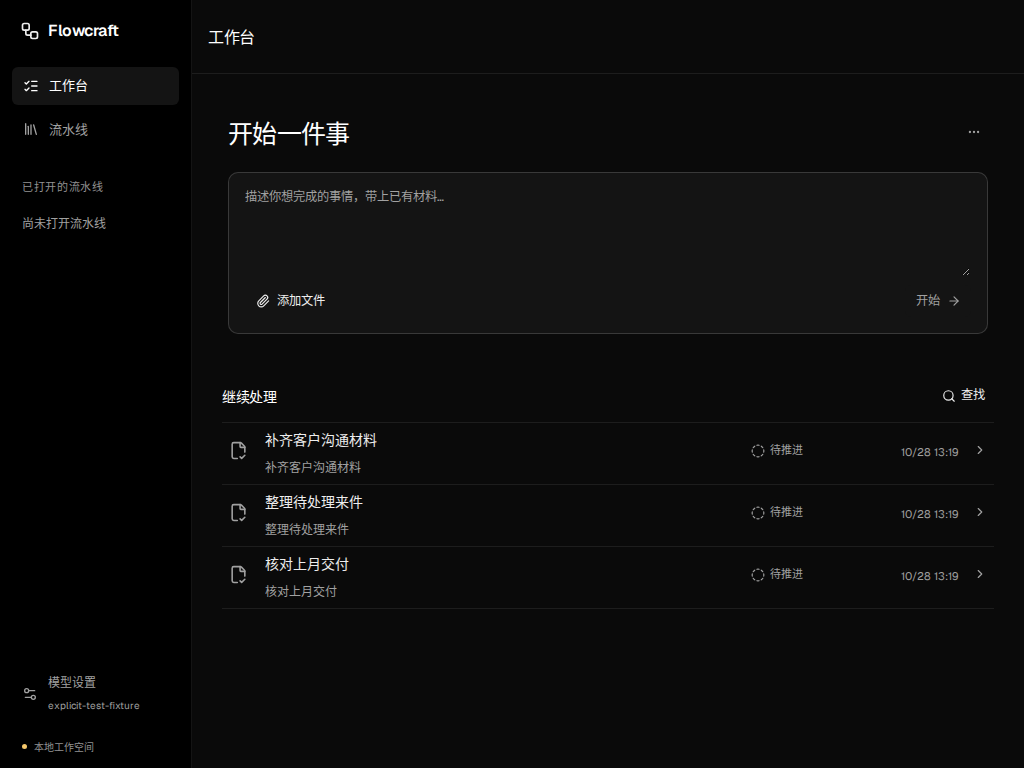 Flowcraft
工作台
流水线
已打开的流水线
尚未打开流水线
模型设置
explicit-test-fixture
本地工作空间
工作台
开始一件事
描述你想完成的事情，带上已有材料…
添加文件
开始
继续处理
查找
补齐客户沟通材料
补齐客户沟通材料
待推进
10/28 13:19
整理待处理来件
整理待处理来件
待推进
10/28 13:19
核对上月交付
核对上月交付
待推进
10/28 13:19